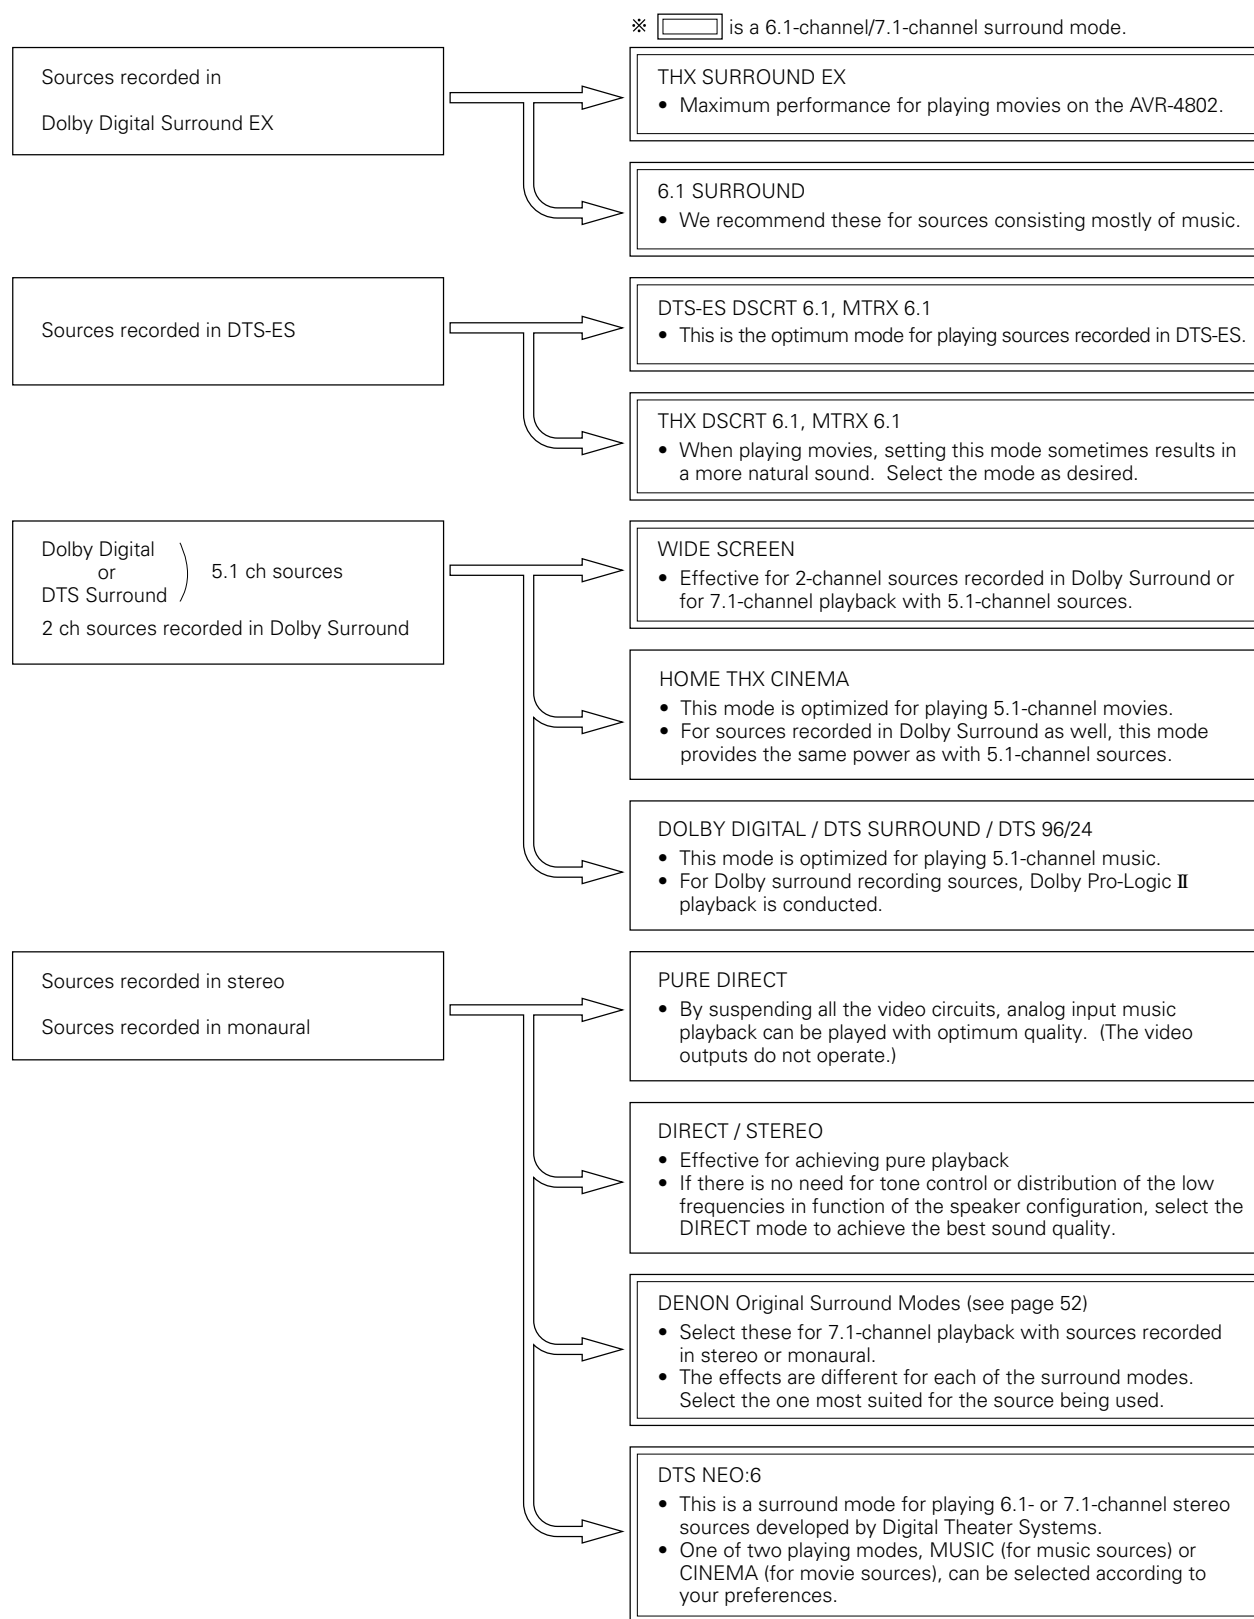 ※ is a 6.1-channel/7.1-channel surround mode.
Sources recorded in
Dolby Digital Surround EX
THX SURROUND EX
• Maximum performance for playing movies on the AVR-4802.
6.1 SURROUND
• We recommend these for sources consisting mostly of music.
Sources recorded in DTS-ES
DTS-ES DSCRT 6.1, MTRX 6.1
• This is the optimum mode for playing sources recorded in DTS-ES.
THX DSCRT 6.1, MTRX 6.1
• When playing movies, setting this mode sometimes results in
a more natural sound. Select the mode as desired.
Dolby Digital
or
DTS Surround
5.1 ch sources
2 ch sources recorded in Dolby Surround
WIDE SCREEN
• Effective for 2-channel sources recorded in Dolby Surround or
for 7.1-channel playback with 5.1-channel sources.
HOME THX CINEMA
• This mode is optimized for playing 5.1-channel movies.
• For sources recorded in Dolby Surround as well, this mode
provides the same power as with 5.1-channel sources.
DOLBY DIGITAL / DTS SURROUND / DTS 96/24
• This mode is optimized for playing 5.1-channel music.
• For Dolby surround recording sources, Dolby Pro-Logic II
playback is conducted.
Sources recorded in stereo
Sources recorded in monaural
PURE DIRECT
• By suspending all the video circuits, analog input music
playback can be played with optimum quality. (The video
outputs do not operate.)
DIRECT / STEREO
• Effective for achieving pure playback
• If there is no need for tone control or distribution of the low
frequencies in function of the speaker configuration, select the
DIRECT mode to achieve the best sound quality.
DENON Original Surround Modes (see page 52)
• Select these for 7.1-channel playback with sources recorded
in stereo or monaural.
• The effects are different for each of the surround modes.
Select the one most suited for the source being used.
DTS NEO:6
• This is a surround mode for playing 6.1- or 7.1-channel stereo
sources developed by Digital Theater Systems.
• One of two playing modes, MUSIC (for music sources) or
CINEMA (for movie sources), can be selected according to
your preferences.